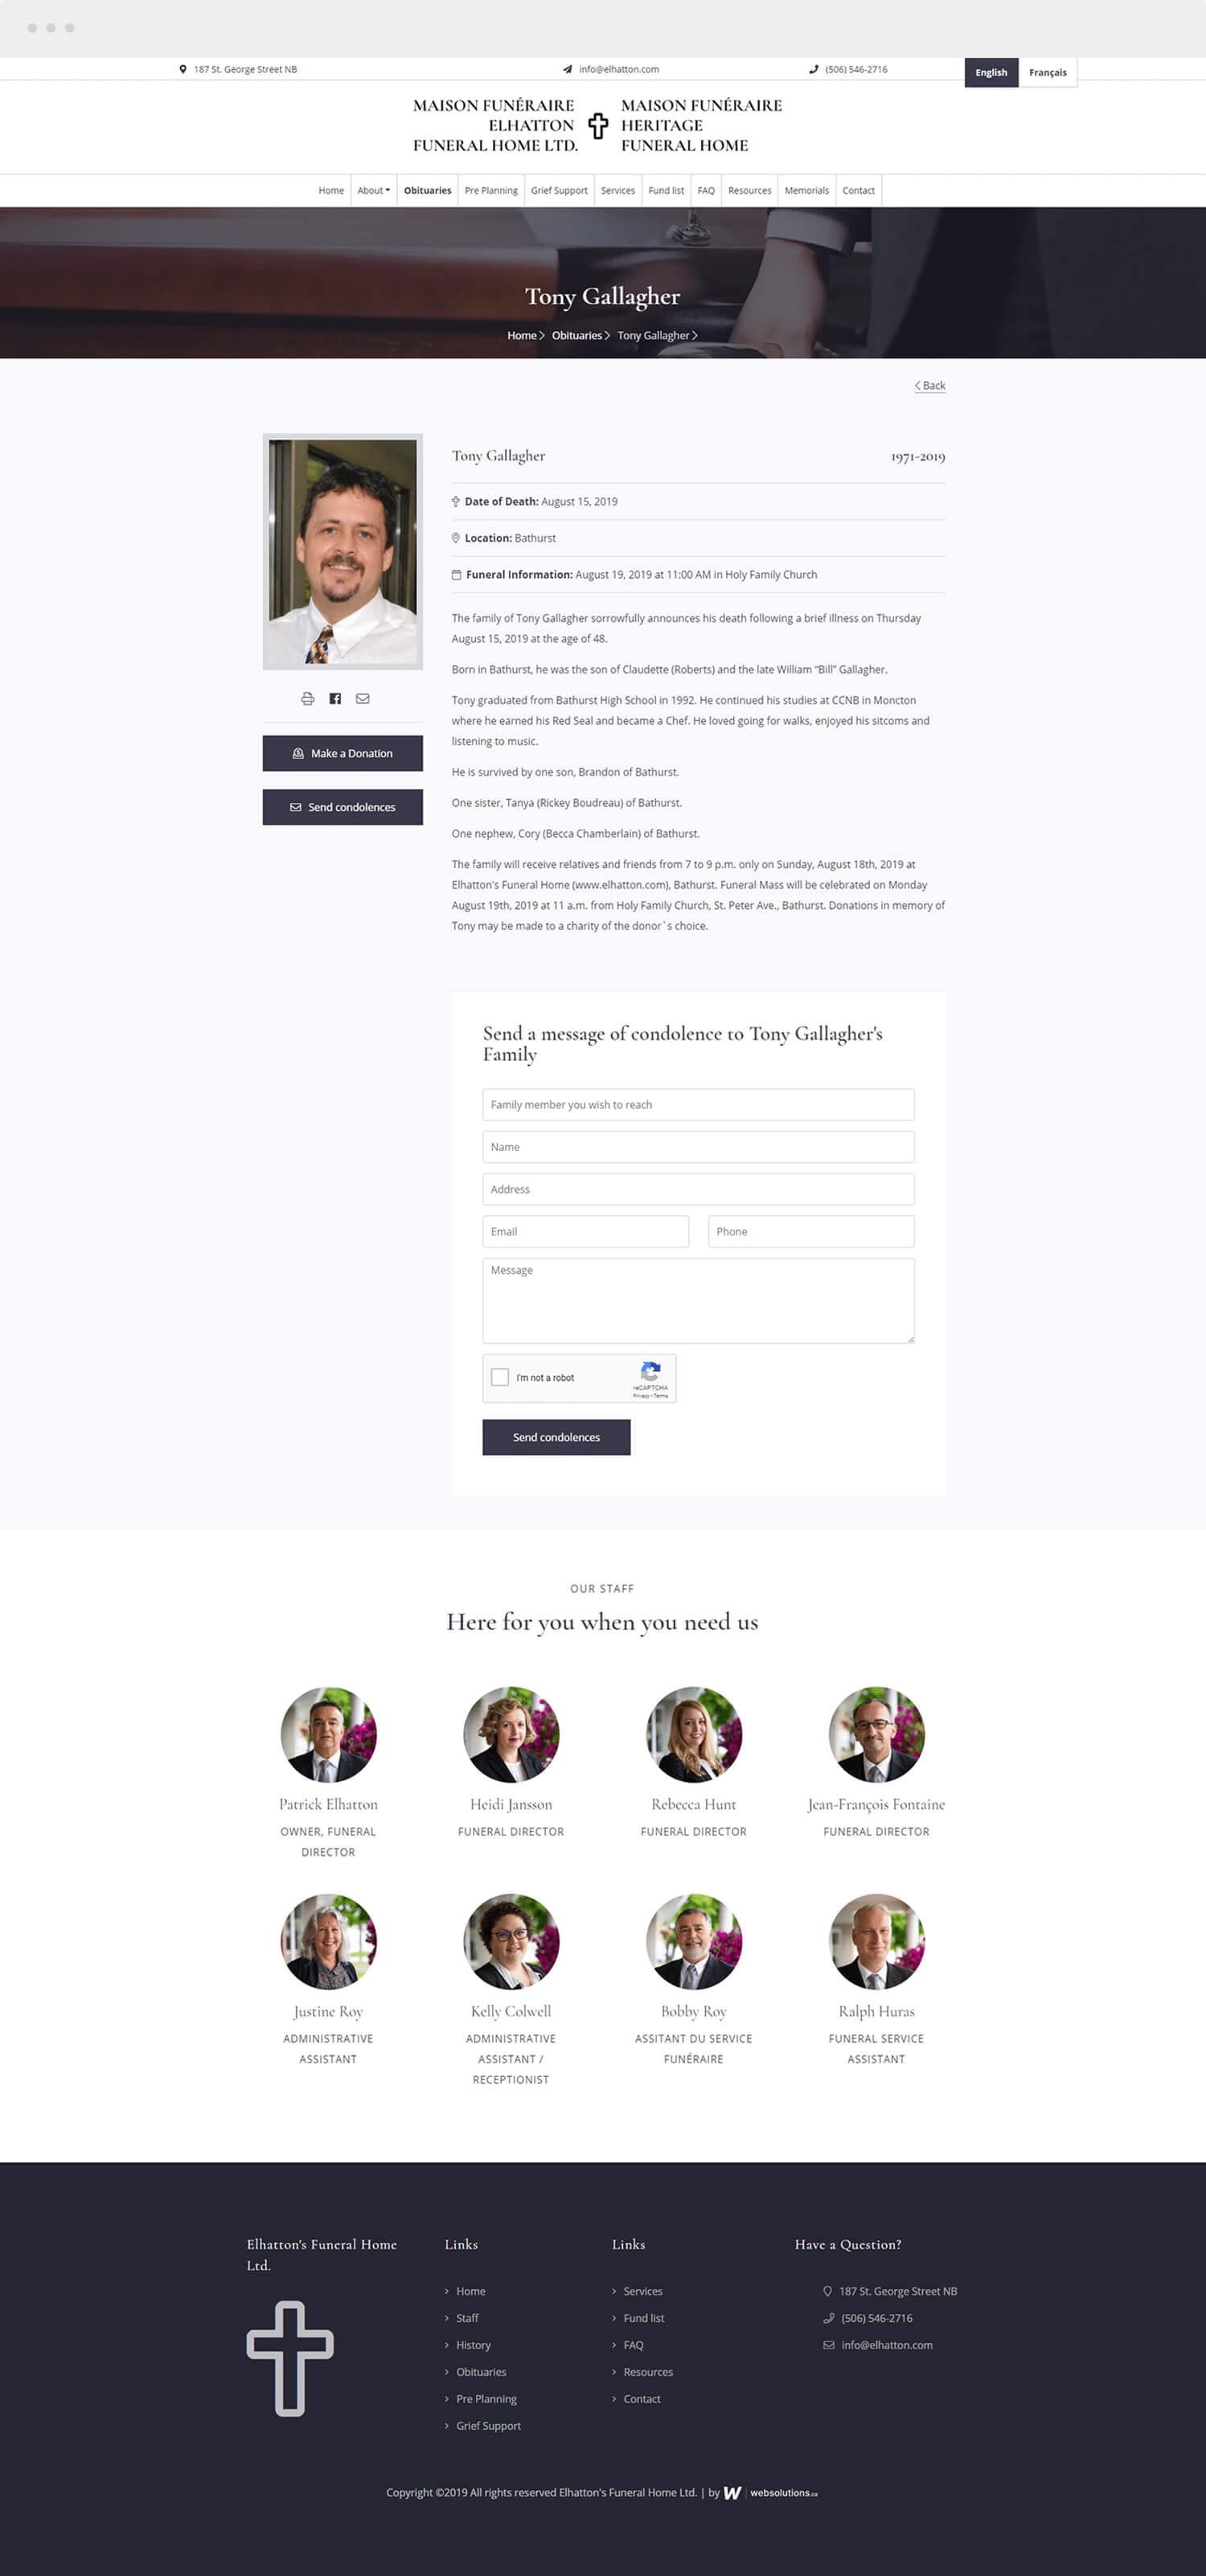 187 St. George Street NB
info@elhatton.com
(506) 546-2716
English
Français
MAISON FUNÉRAIRE
ELHATTON
FUNERAL HOME LTD.
MAISON FUNÉRAIRE
HERITAGE
FUNERAL HOME
Home
About
Obituaries
Pre Planning
Grief Support
Services
Fund list
FAQ
Resources
Memorials
Contact
Tony Gallagher
Home > Obituaries > Tony Gallagher >
< Back
Tony Gallagher
1971-2019
Date of Death: August 15, 2019
Location: Bathurst
Funeral Information: August 19, 2019 at 11:00 AM in Holy Family Church
The family of Tony Gallagher sorrowfully announces his death following a brief illness on Thursday
August 15, 2019 at the age of 48.
Born in Bathurst, he was the son of Claudette (Roberts) and the late William “Bill” Gallagher.
Tony graduated from Bathurst High School in 1992. He continued his studies at CCNB in Moncton
where he earned his Red Seal and became a Chef. He loved going for walks, enjoyed his sitcoms and
listening to music.
He is survived by one son, Brandon of Bathurst.
One sister, Tanya (Rickey Boudreau) of Bathurst.
One nephew, Cory (Becca Chamberlain) of Bathurst.
The family will receive relatives and friends from 7 to 9 p.m. only on Sunday, August 18th, 2019 at
Elhatton's Funeral Home (www.elhatton.com), Bathurst. Funeral Mass will be celebrated on Monday
August 19th, 2019 at 11 a.m. from Holy Family Church, St. Peter Ave., Bathurst. Donations in memory of
Tony may be made to a charity of the donor`s choice.
Make a Donation
Send condolences
Send a message of condolence to Tony Gallagher's
Family
Family member you wish to reach
Name
Address
Email
Phone
Message
I'm not a robot
reCAPTCHA
Privacy - Terms
Send condolences
OUR STAFF
Here for you when you need us
Patrick Elhatton
OWNER, FUNERAL
DIRECTOR
Heidi Jansson
FUNERAL DIRECTOR
Rebecca Hunt
FUNERAL DIRECTOR
Jean-François Fontaine
FUNERAL DIRECTOR
Justine Roy
ADMINISTRATIVE
ASSISTANT
Kelly Colwell
ADMINISTRATIVE
ASSISTANT /
RECEPTIONIST
Bobby Roy
ASSITANT DU SERVICE
FUNÉRAIRE
Ralph Huras
FUNERAL SERVICE
ASSISTANT
Elhatton's Funeral Home
Ltd.
Links
> Home
> Staff
> History
> Obituaries
> Pre Planning
> Grief Support
Links
> Services
> Fund list
> FAQ
> Resources
> Contact
Have a Question?
187 St. George Street NB
(506) 546-2716
info@elhatton.com
Copyright ©2019 All rights reserved Elhatton's Funeral Home Ltd. | by W | websolutions.ca